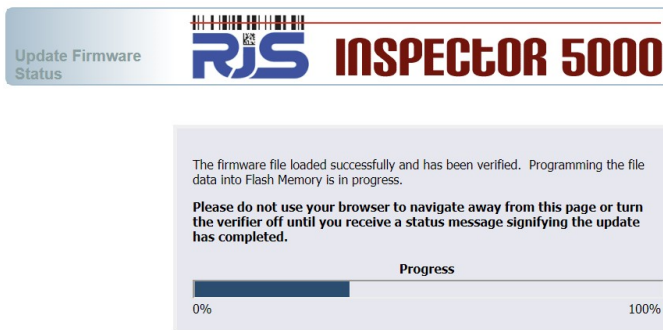 Update Firmware
Status
RJS INSPECTOR 5000
The firmware file loaded successfully and has been verified. Programming the file
data into Flash Memory is in progress.
Please do not use your browser to navigate away from this page or turn
the verifier off until you receive a status message signifying the update
has completed.
Progress
0% 100%